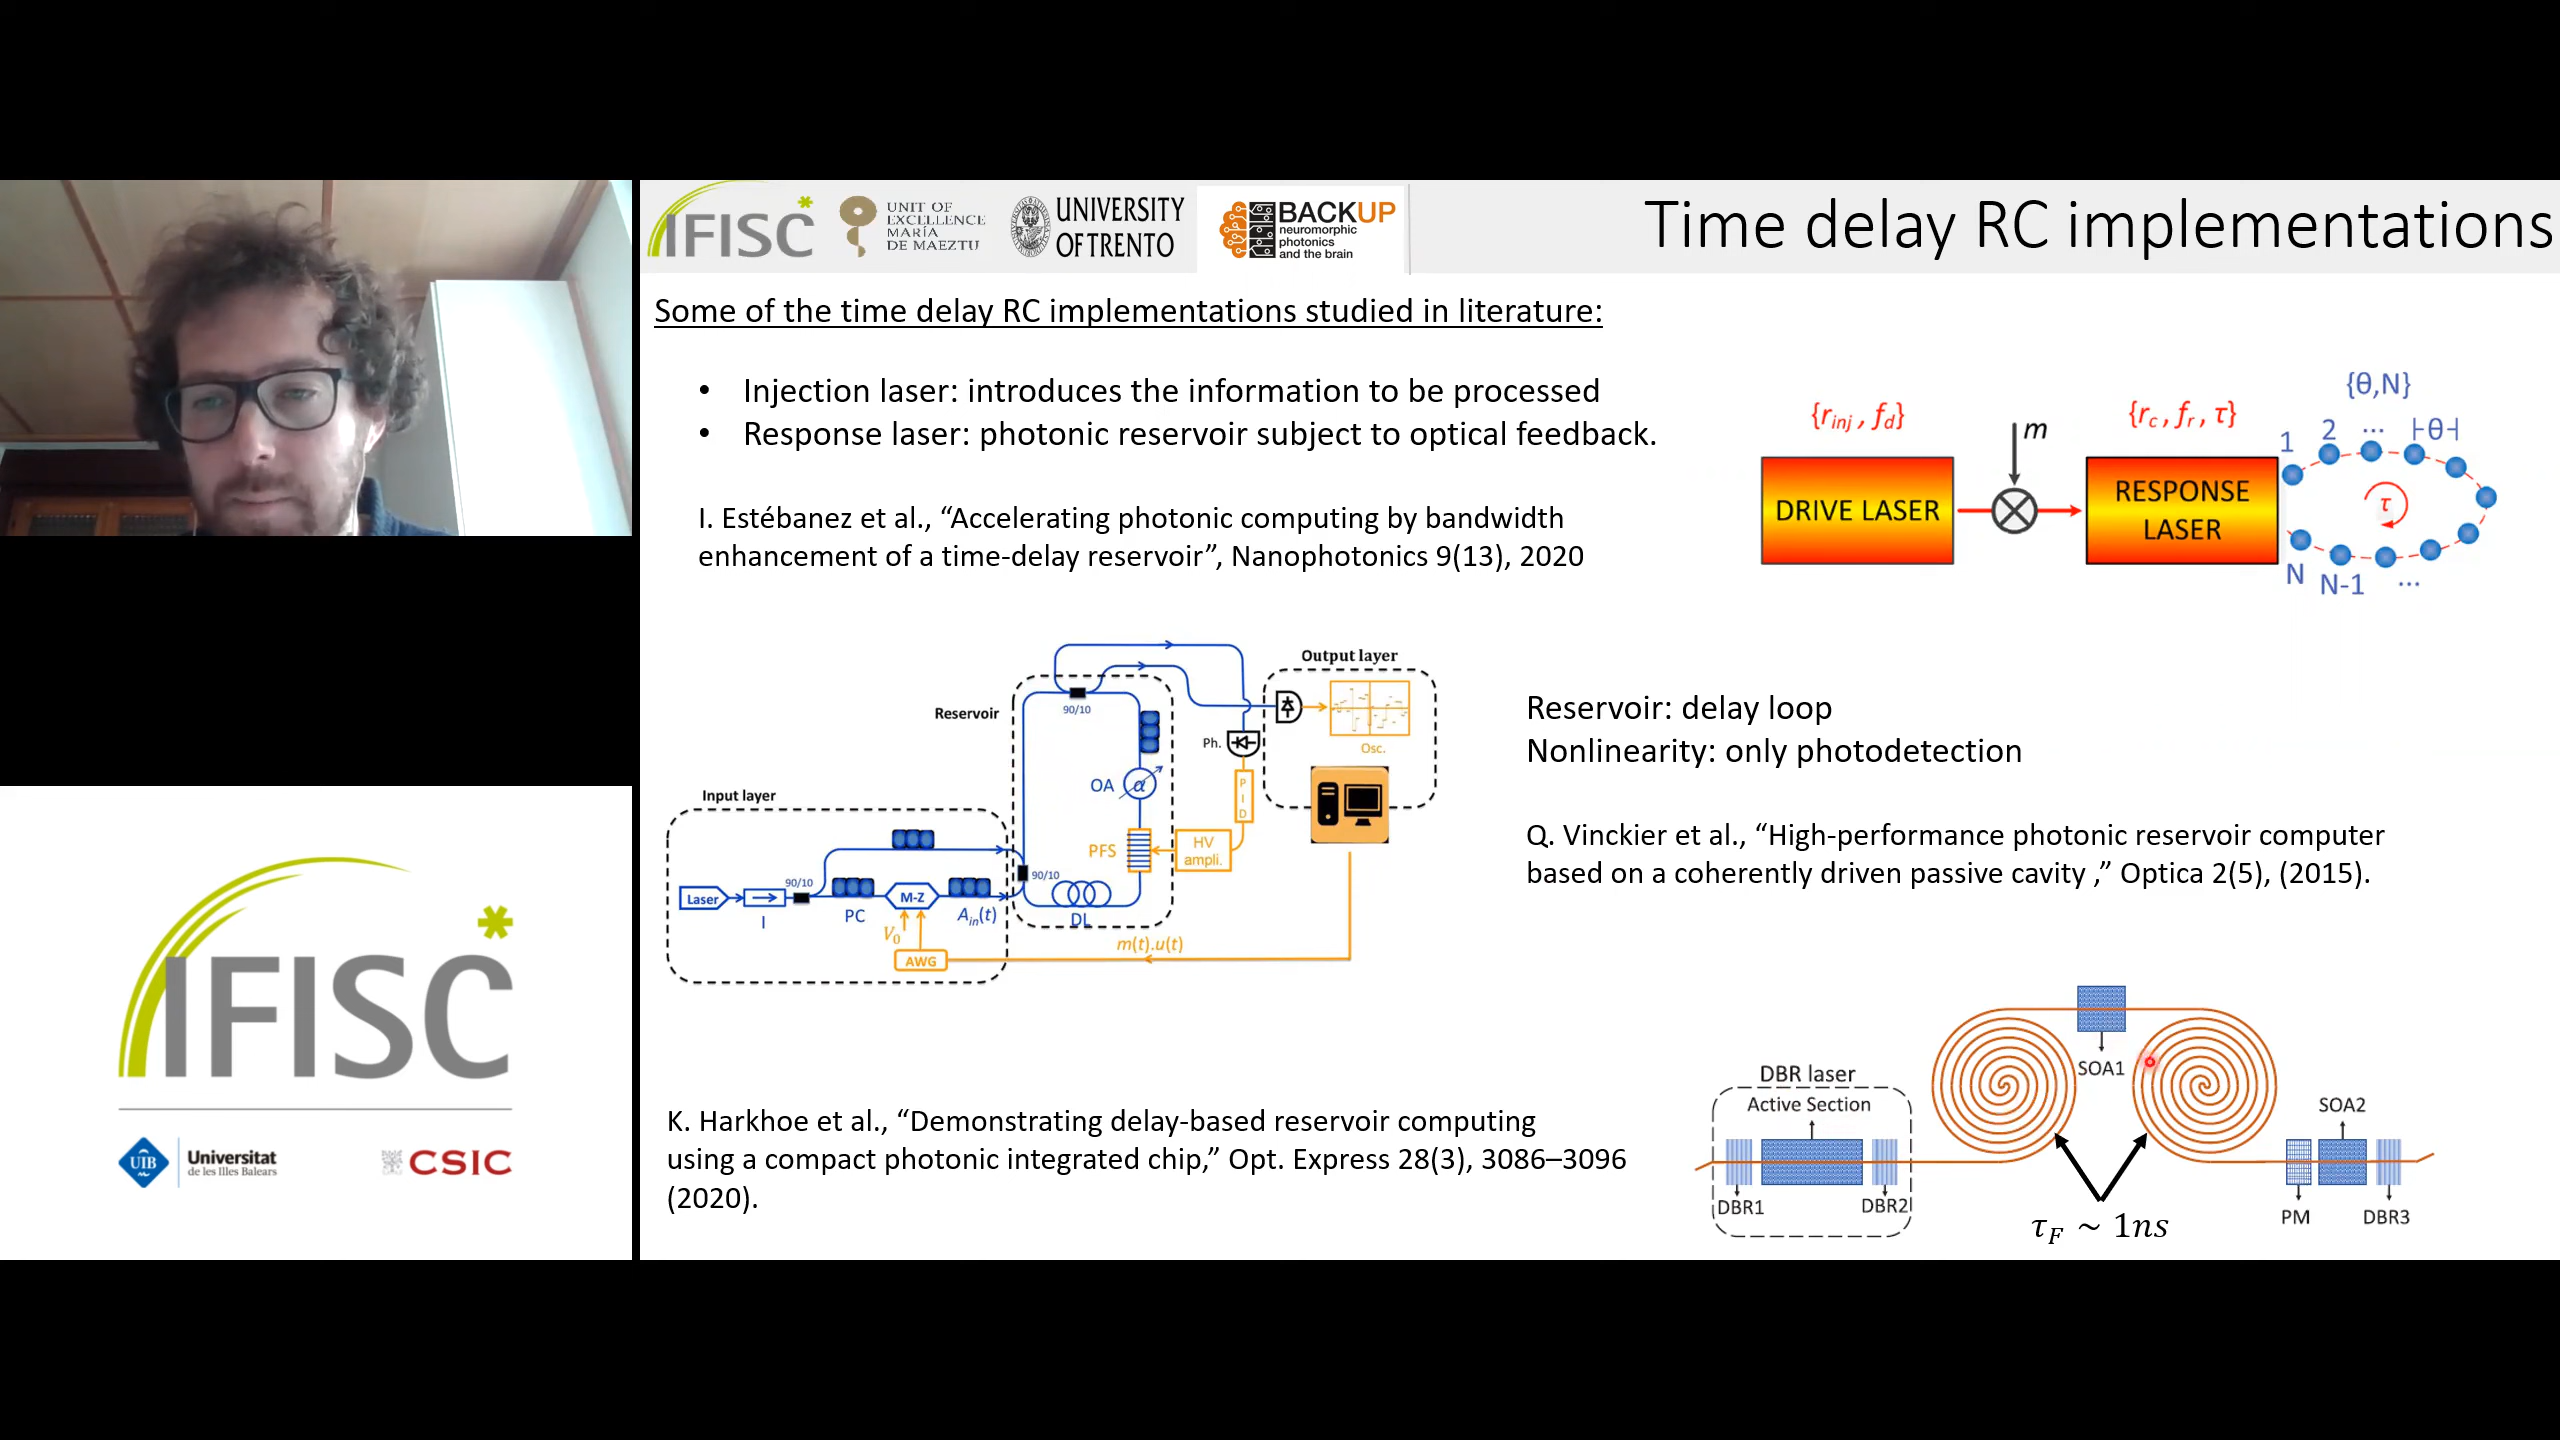 IFISC
UNIT OF
EXCELLENCE
MARÍA
DE MAEZTU
UNIVERSITY
OF TRENTO
BACKUP
neuromorphic
photonics
and the brain
Time delay RC implementations
Some of the time delay RC implementations studied in literature:
• Injection laser: introduces the information to be processed
• Response laser: photonic reservoir subject to optical feedback.
I. Estébanez et al., “Accelerating photonic computing by bandwidth
enhancement of a time-delay reservoir”, Nanophotonics 9(13), 2020
{r_inj , f_d}
m
{r_c , f_r , τ}
{θ,N}
1
2
...
⊢θ⊣
DRIVE LASER
RESPONSE
LASER
τ
N
N-1
...
Output layer
Reservoir
90/10
Ph.
Osc.
OA
α
PID
PFS
HV
ampli.
Input layer
90/10
90/10
Laser
I
PC
M-Z
A_in(t)
DL
V_0
AWG
m(t).u(t)
Reservoir: delay loop
Nonlinearity: only photodetection
Q. Vinckier et al., “High-performance photonic reservoir computer
based on a coherently driven passive cavity ,” Optica 2(5), (2015).
K. Harkhoe et al., “Demonstrating delay-based reservoir computing
using a compact photonic integrated chip,” Opt. Express 28(3), 3086–3096
(2020).
DBR laser
Active Section
DBR1
DBR2
SOA1
SOA2
PM
DBR3
τ_F ~ 1ns
IFISC
UIB
Universitat
de les Illes Balears
CSIC